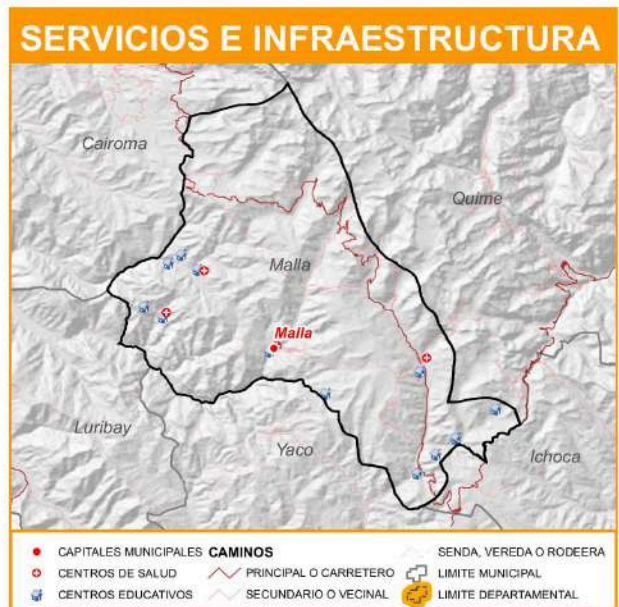 SERVICIOS E INFRAESTRUCTURA
Cairoma
Quime
Malla
Malla
Luribay
Yaco
Ichoca
CAPITALES MUNICIPALES
CENTROS DE SALUD
CENTROS EDUCATIVOS
CAMINOS
PRINCIPAL O CARRETERO
SECUNDARIO O VECINAL
SENDA, VEREDA O RODEERA
LIMITE MUNICIPAL
LIMITE DEPARTAMENTAL